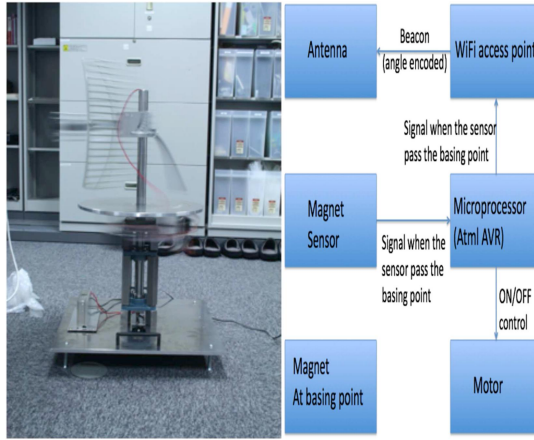 Antenna
Beacon
(angle encoded)
WiFi access point
Signal when the sensor
pass the basing point
Magnet
Sensor
Signal when the
sensor pass the
basing point
Microprocessor
(Atml AVR)
ON/OFF
control
Magnet
At basing point
Motor